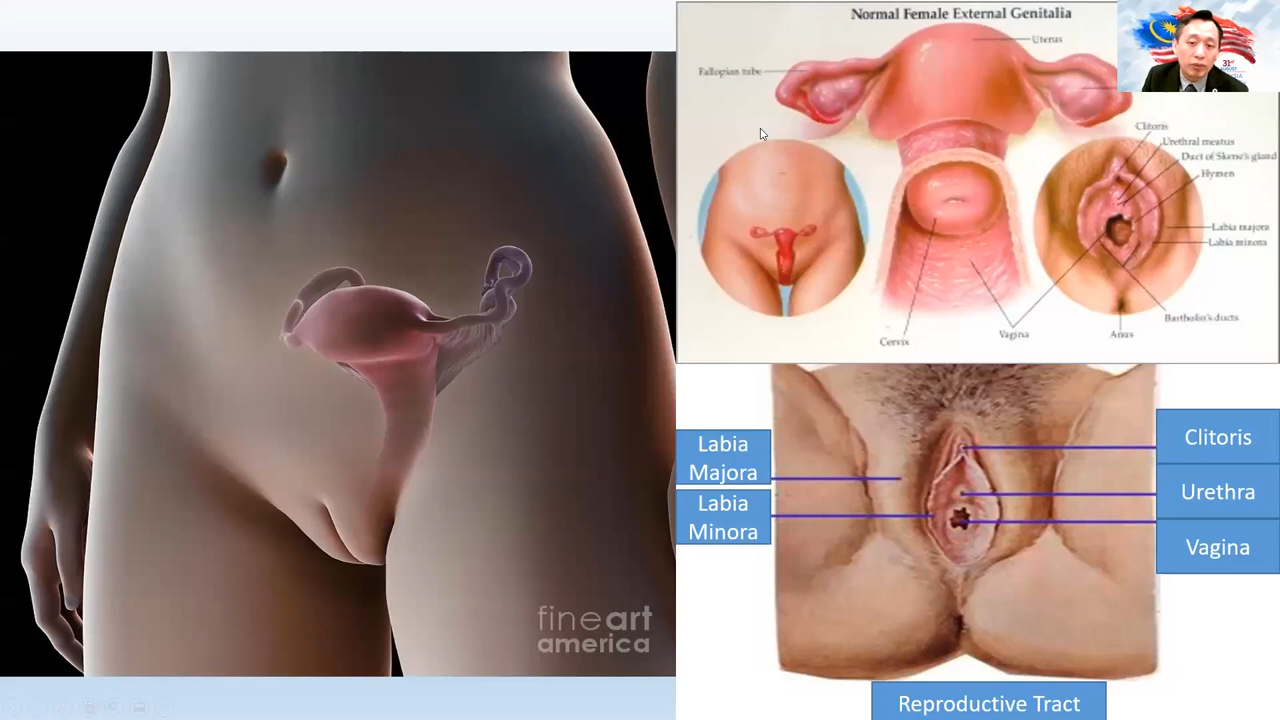 Normal Female External Genitalia
Uterus
Fallopian tube
31st
Clitoris
Urethral meatus
Duct of Skene's gland
Hymen
Labia majora
Labia minora
Bartholin's ducts
Cervix
Vagina
Anus
Labia
Majora
Labia
Minora
Clitoris
Urethra
Vagina
fineart
america
Reproductive Tract